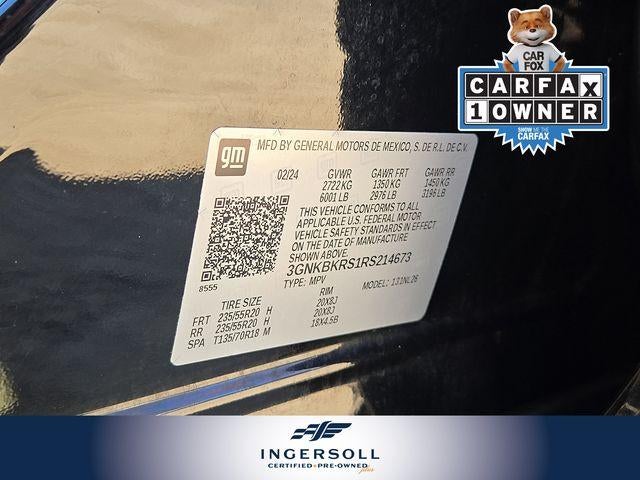 CAR
FOX
CARFAX
1 OWNER
SHOW ME THE
CARFAX
gm
MFD BY GENERAL MOTORS DE MEXICO, S. DE R.L. DE C.V.
02/24 GVWR GAWR FRT GAWR RR
2722 KG 1350 KG 1450 KG
6001 LB 2976 LB 3196 LB
THIS VEHICLE CONFORMS TO ALL
APPLICABLE U.S. FEDERAL MOTOR
VEHICLE SAFETY STANDARDS IN EFFECT
ON THE DATE OF MANUFACTURE
3GNKBKRS1RS214673
8555 TYPE: MPV MODEL: 131NL26
TIRE SIZE RIM
FRT 235/55R20 H 20X8J
RR 235/55R20 H 20X8J
SPA T135/70R18 M 18X4.5B
INGERSOLL
CERTIFIED • PRE-OWNED plus